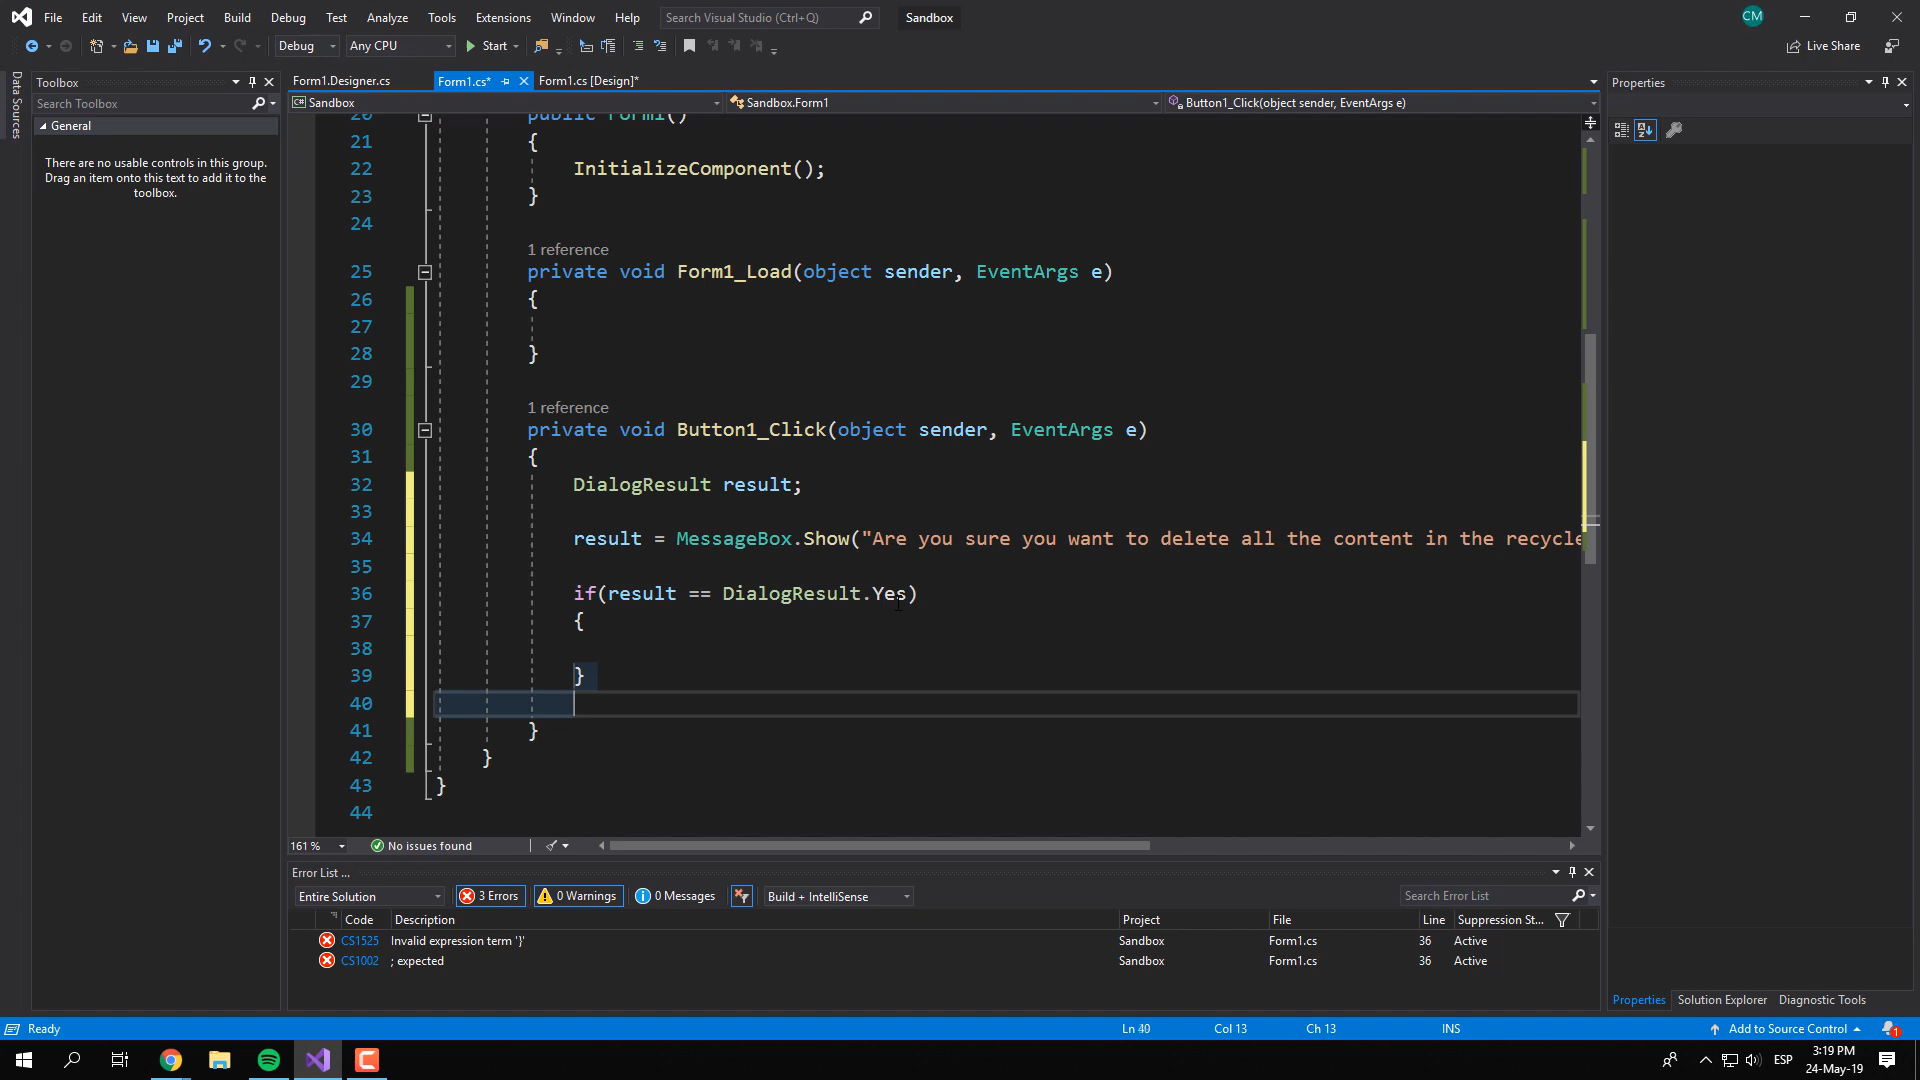 File Edit View Project Build Debug Test Analyze Tools Extensions Window Help Search Visual Studio (Ctrl+Q) Sandbox CM
Debug Any CPU Start Live Share
Data Sources
Toolbox
Search Toolbox
General
There are no usable controls in this group.
Drag an item onto this text to add it to the
toolbox.
Form1.Designer.cs Form1.cs* Form1.cs [Design]*
C# Sandbox Sandbox.Form1 Button1_Click(object sender, EventArgs e)
20 public Form1()
21 {
22 InitializeComponent();
23 }
24
1 reference
25 private void Form1_Load(object sender, EventArgs e)
26 {
27
28 }
29
1 reference
30 private void Button1_Click(object sender, EventArgs e)
31 {
32 DialogResult result;
33
34 result = MessageBox.Show("Are you sure you want to delete all the content in the recycle
35
36 if(result == DialogResult.Yes)
37 {
38
39 }
40
41 }
42 }
43 }
44
161 % No issues found
Error List ...
Entire Solution 3 Errors 0 Warnings 0 Messages Build + IntelliSense Search Error List
Code Description Project File Line Suppression St...
CS1525 Invalid expression term '}' Sandbox Form1.cs 36 Active
CS1002 ; expected Sandbox Form1.cs 36 Active
Properties
Properties Solution Explorer Diagnostic Tools
Ready Ln 40 Col 13 Ch 13 INS Add to Source Control 1
ESP 3:19 PM
24-May-19